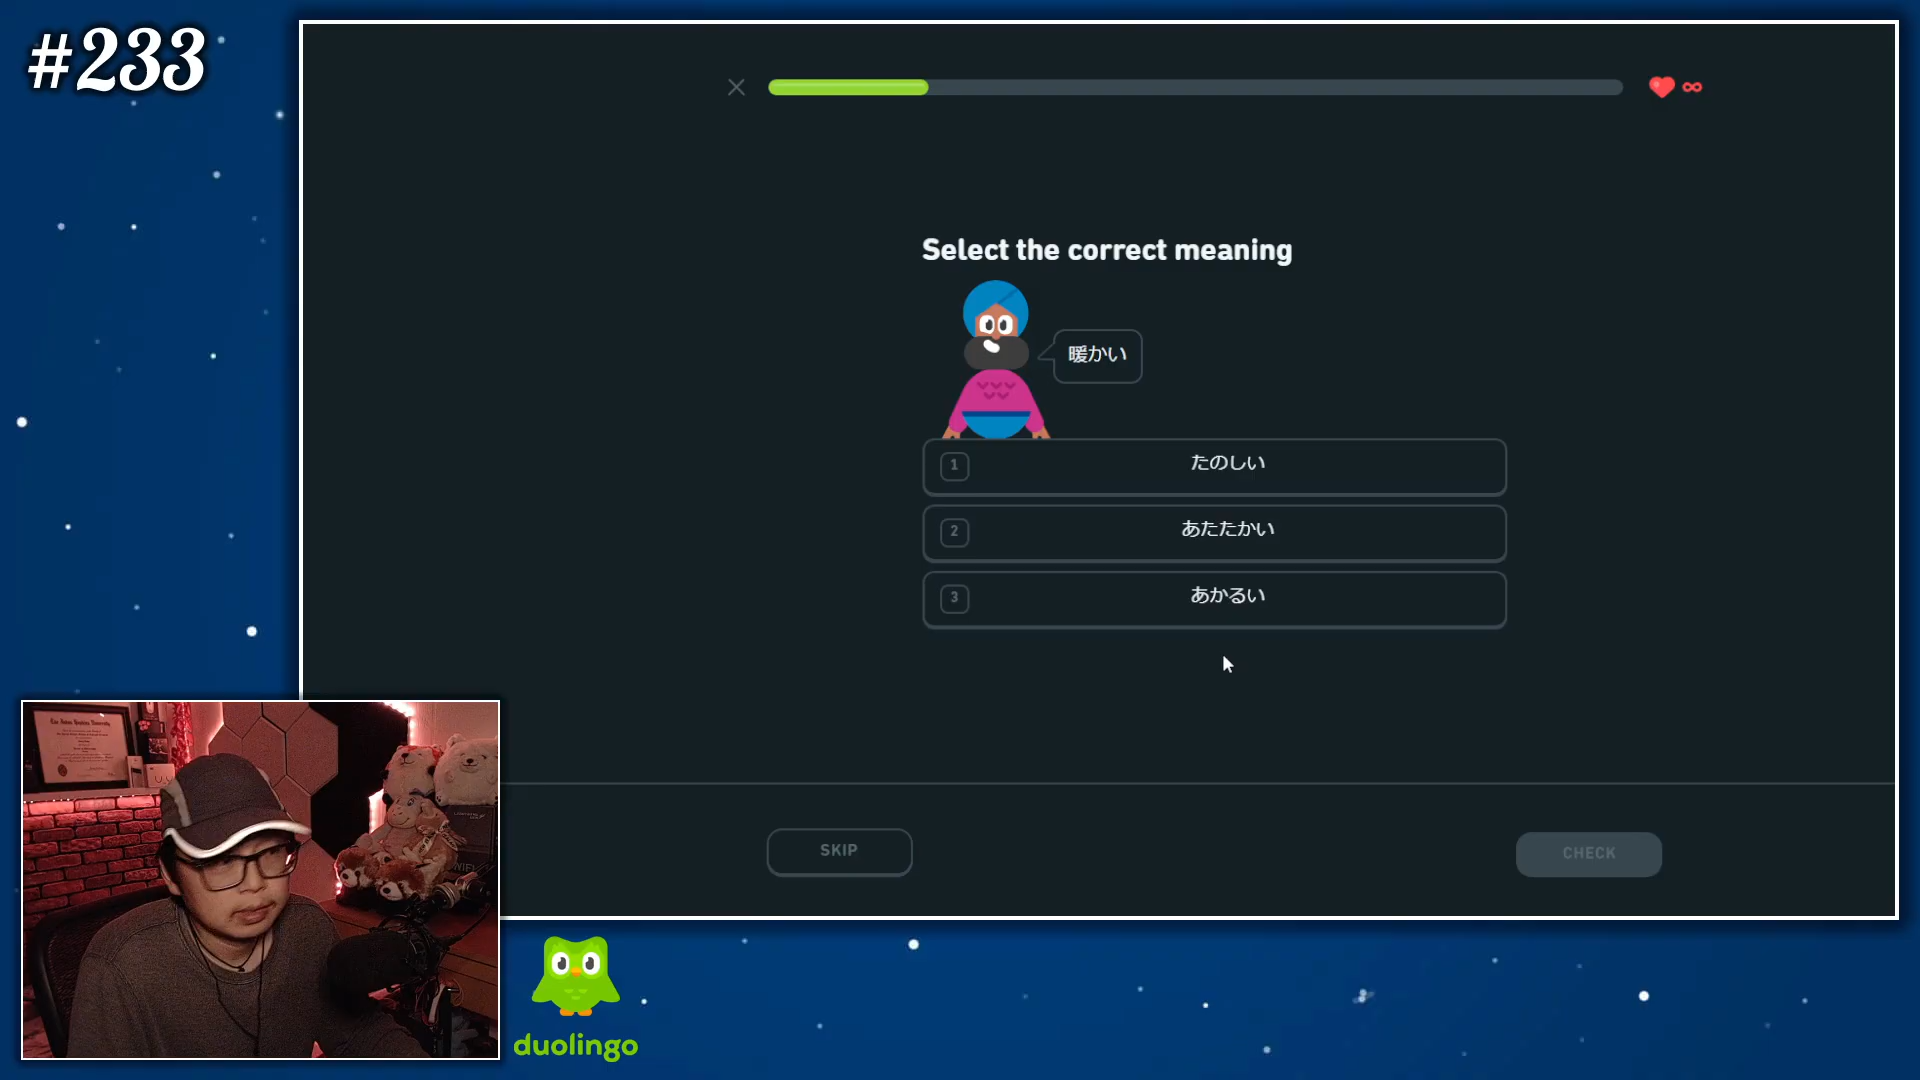 #233
∞
Select the correct meaning
暖かい
1 たのしい
2 あたたかい
3 あかるい
SKIP
CHECK
duolingo